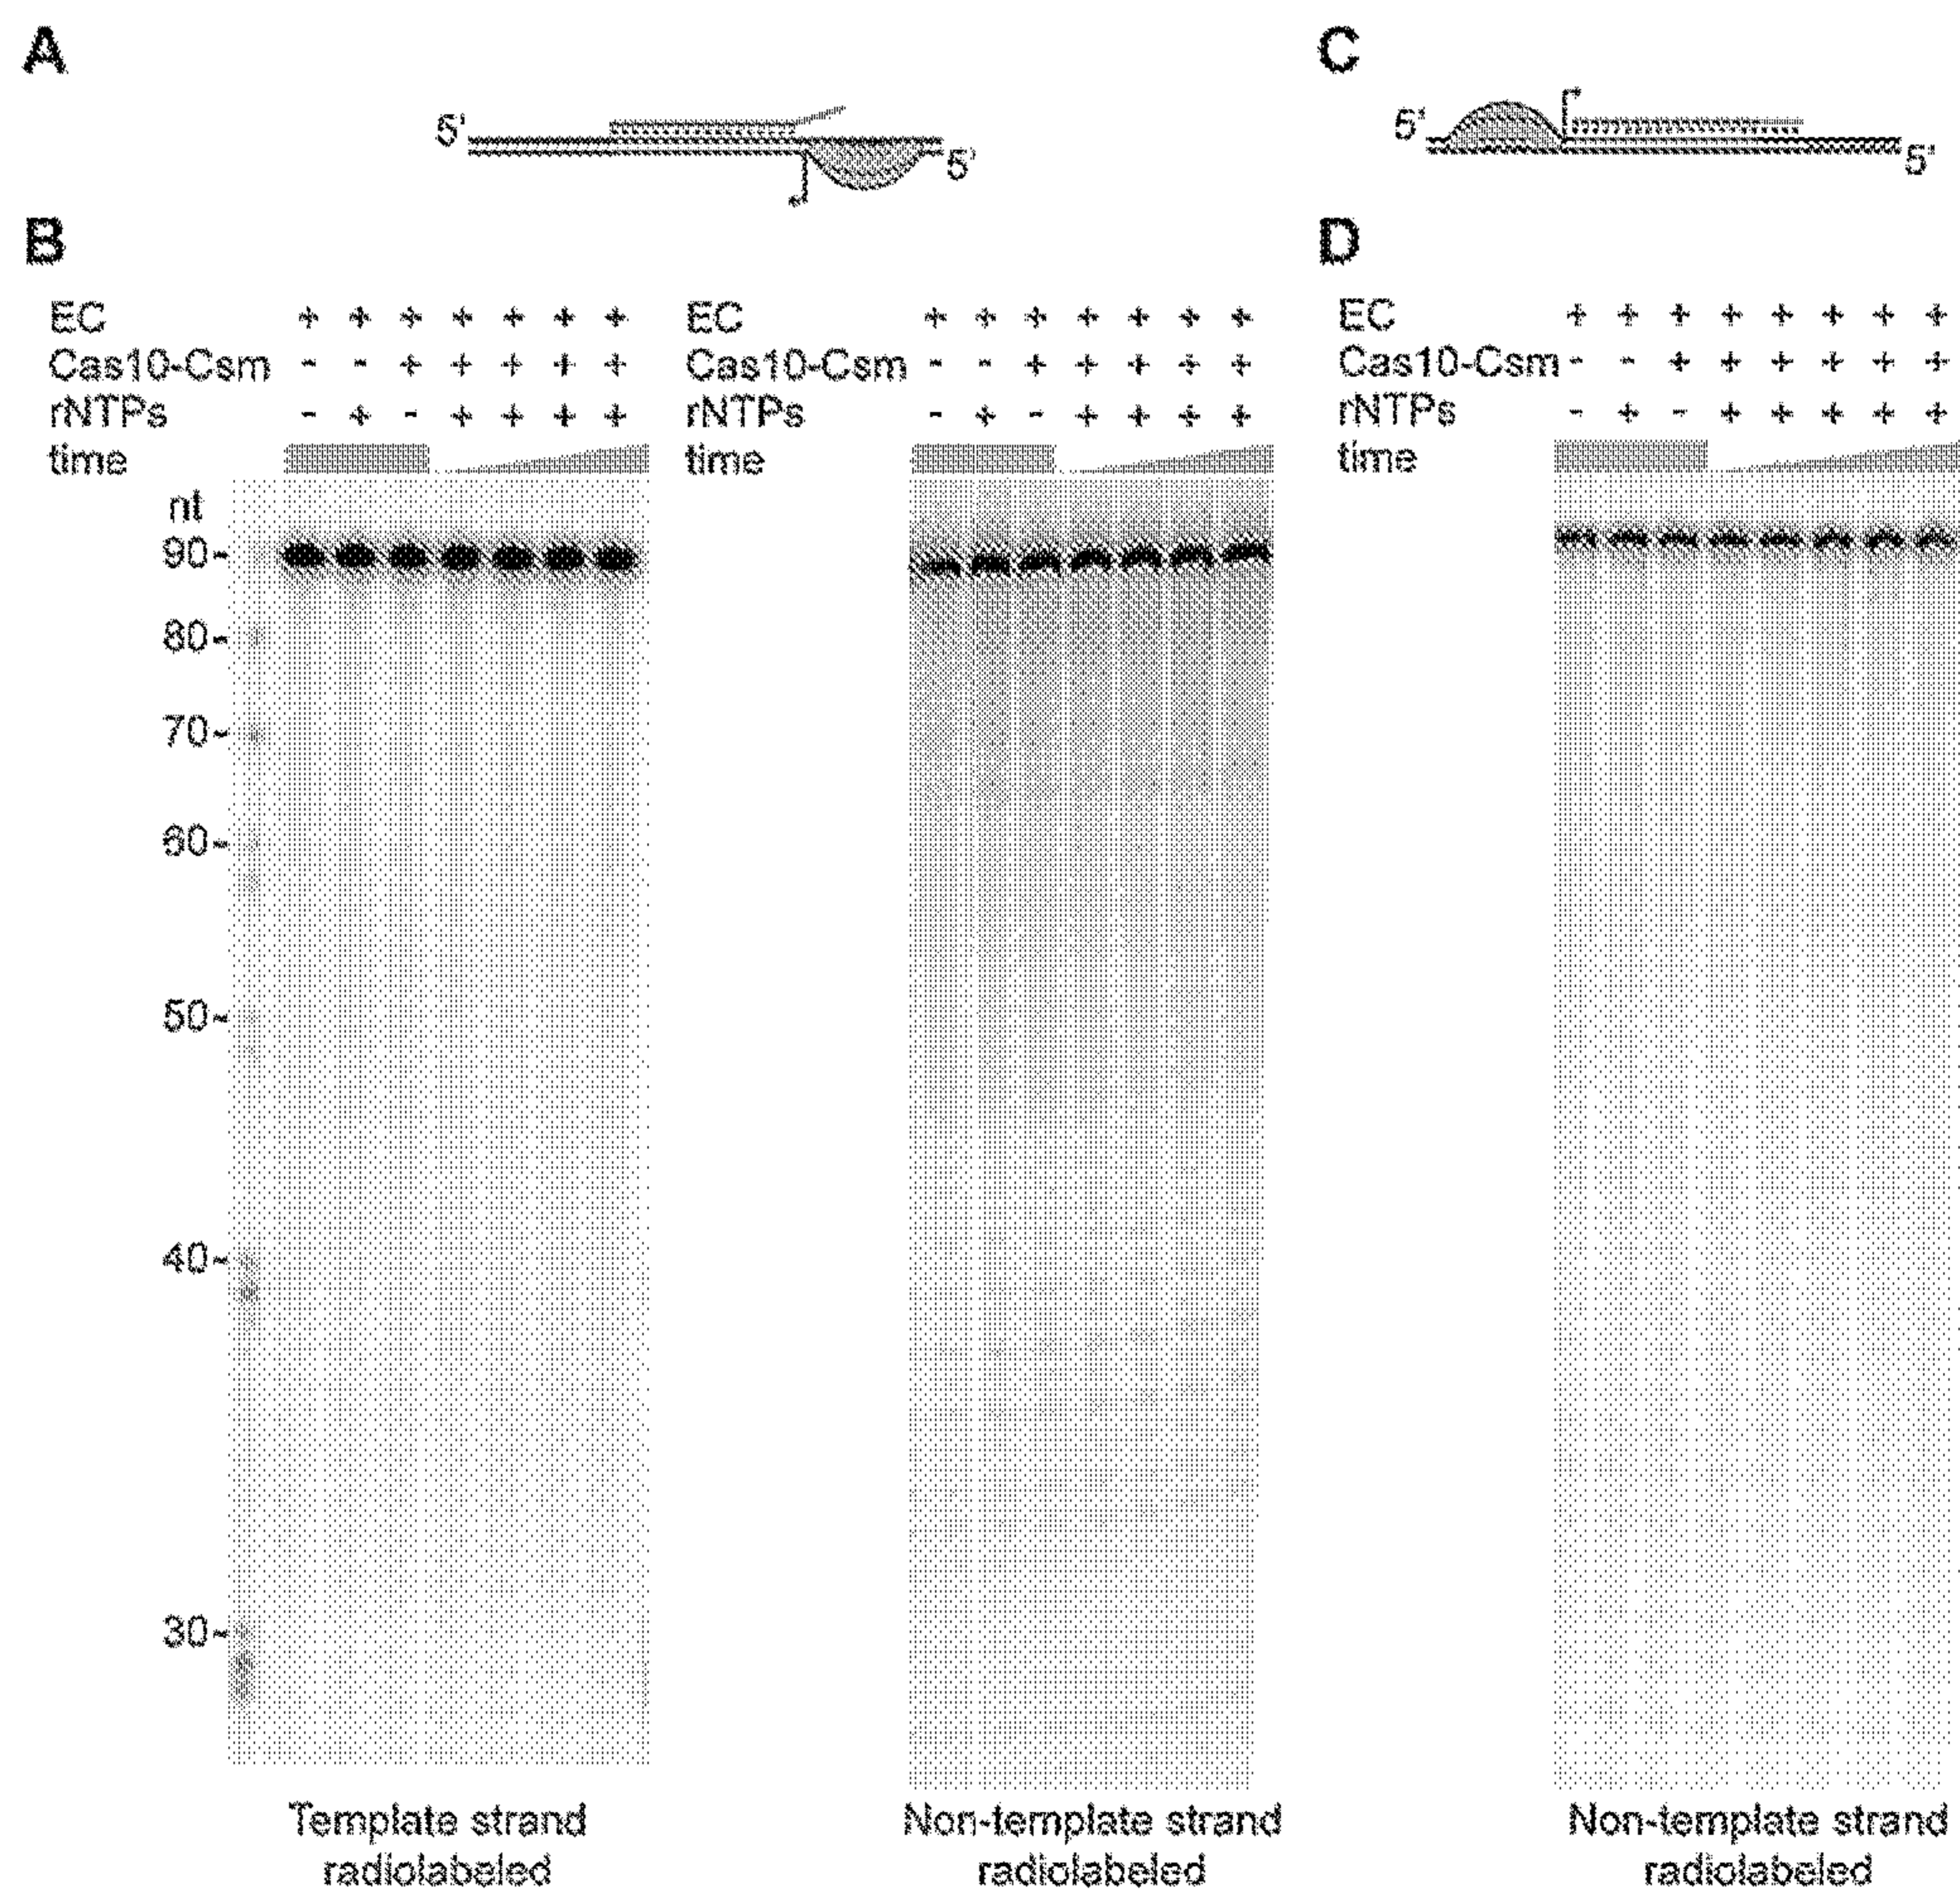 A
5'
5'
C
5'
5'
B
EC + + + + + + +
Cas10-Csm - - + + + + +
rNTPs - + - + + + +
time
nt
90-
80-
70-
60-
50-
40-
30-
Template strand
radiolabeled
EC + + + + + + +
Cas10-Csm - - + + + + +
rNTPs - + - + + + +
time
Non-template strand
radiolabeled
D
EC + + + + + + + +
Cas10-Csm - - + + + + + +
rNTPs - + - + + + + +
time
Non-template strand
radiolabeled